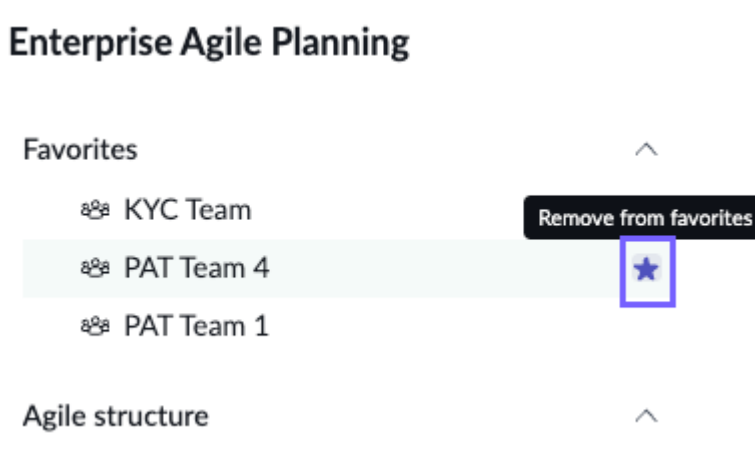 Enterprise Agile Planning
Favorites
KYC Team
Remove from favorites
PAT Team 4
PAT Team 1
Agile structure